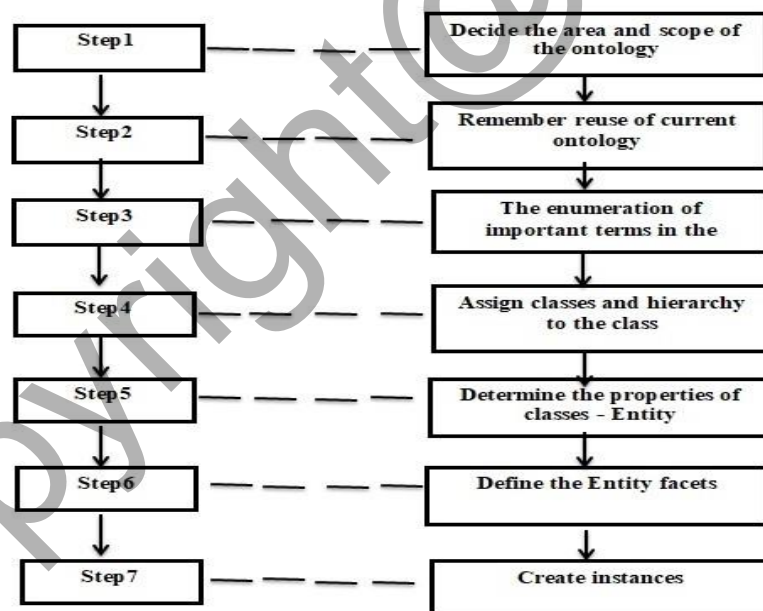 Step1
Decide the area and scope of
the ontology
Step2
Remember reuse of current
ontology
Step3
The enumeration of
important terms in the
Step4
Assign classes and hierarchy
to the class
Step5
Determine the properties of
classes - Entity
Step6
Define the Entity facets
Step7
Create instances
pyright@